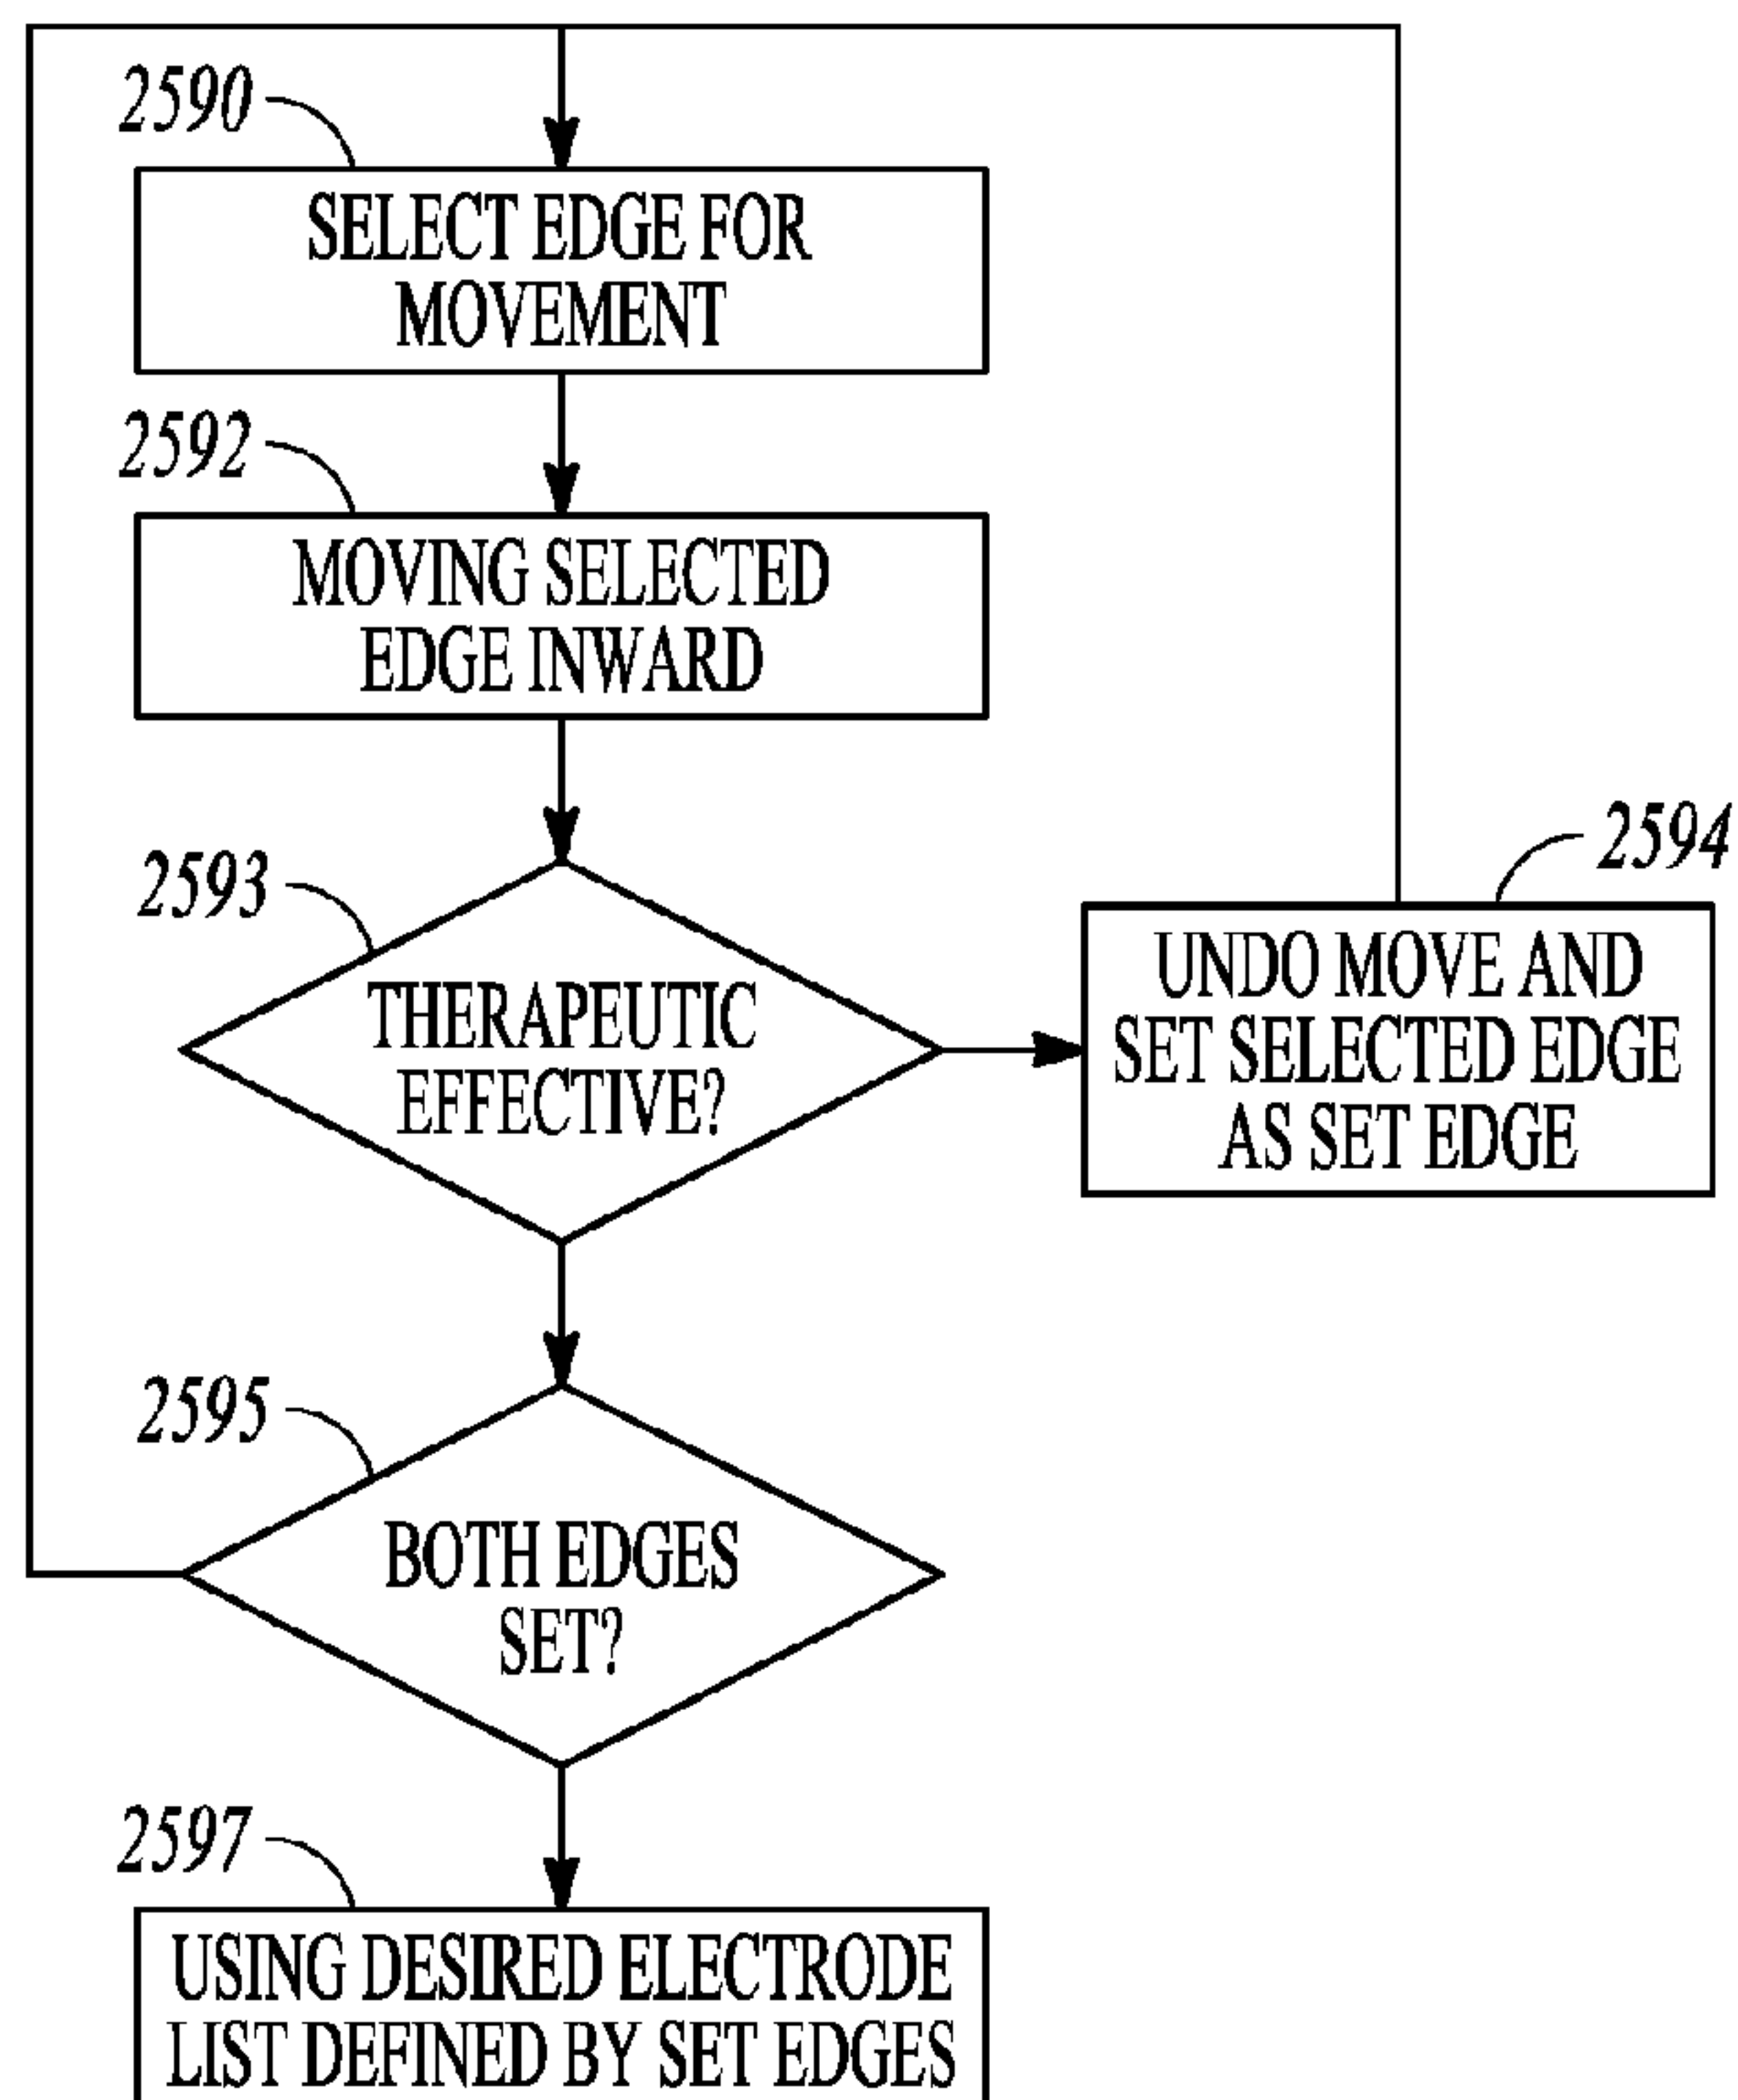 2590
SELECT EDGE FOR
MOVEMENT
2592
MOVING SELECTED
EDGE INWARD
2593
THERAPEUTIC
EFFECTIVE?
2594
UNDO MOVE AND
SET SELECTED EDGE
AS SET EDGE
2595
BOTH EDGES
SET?
2597
USING DESIRED ELECTRODE
LIST DEFINED BY SET EDGES